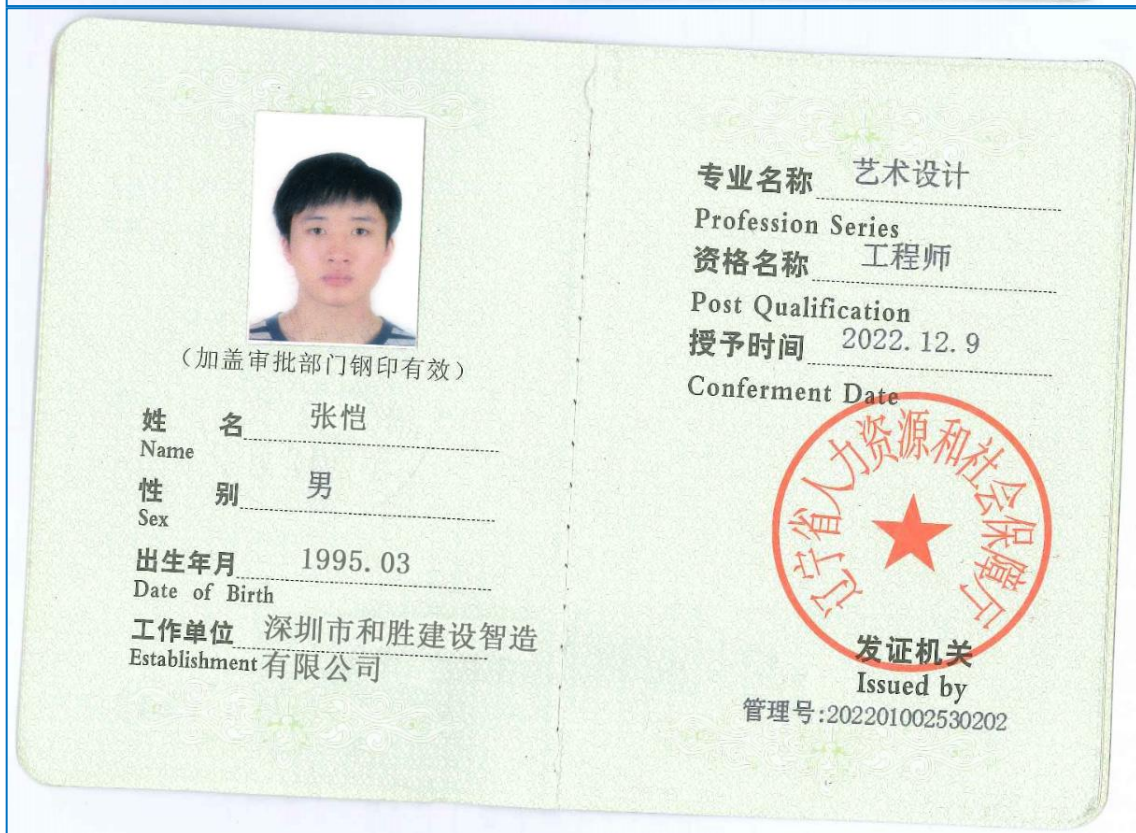 （加盖审批部门钢印有效）
姓 名 张恺
Name
性 别 男
Sex
出生年月 1995.03
Date of Birth
工作单位 深圳市和胜建设智造
Establishment 有限公司
专业名称 艺术设计
Profession Series
资格名称 工程师
Post Qualification
授予时间 2022.12.9
Conferment Date
辽宁省人力资源和社会保障厅
发证机关
Issued by
管理号:202201002530202